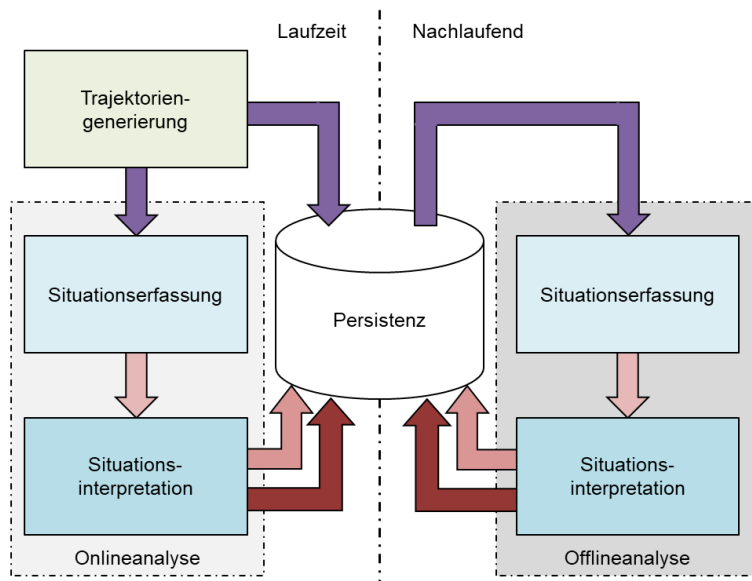 Laufzeit
Nachlaufend
Trajektorien-
generierung
Situationserfassung
Persistenz
Situationserfassung
Situations-
interpretation
Situations-
interpretation
Onlineanalyse
Offlineanalyse